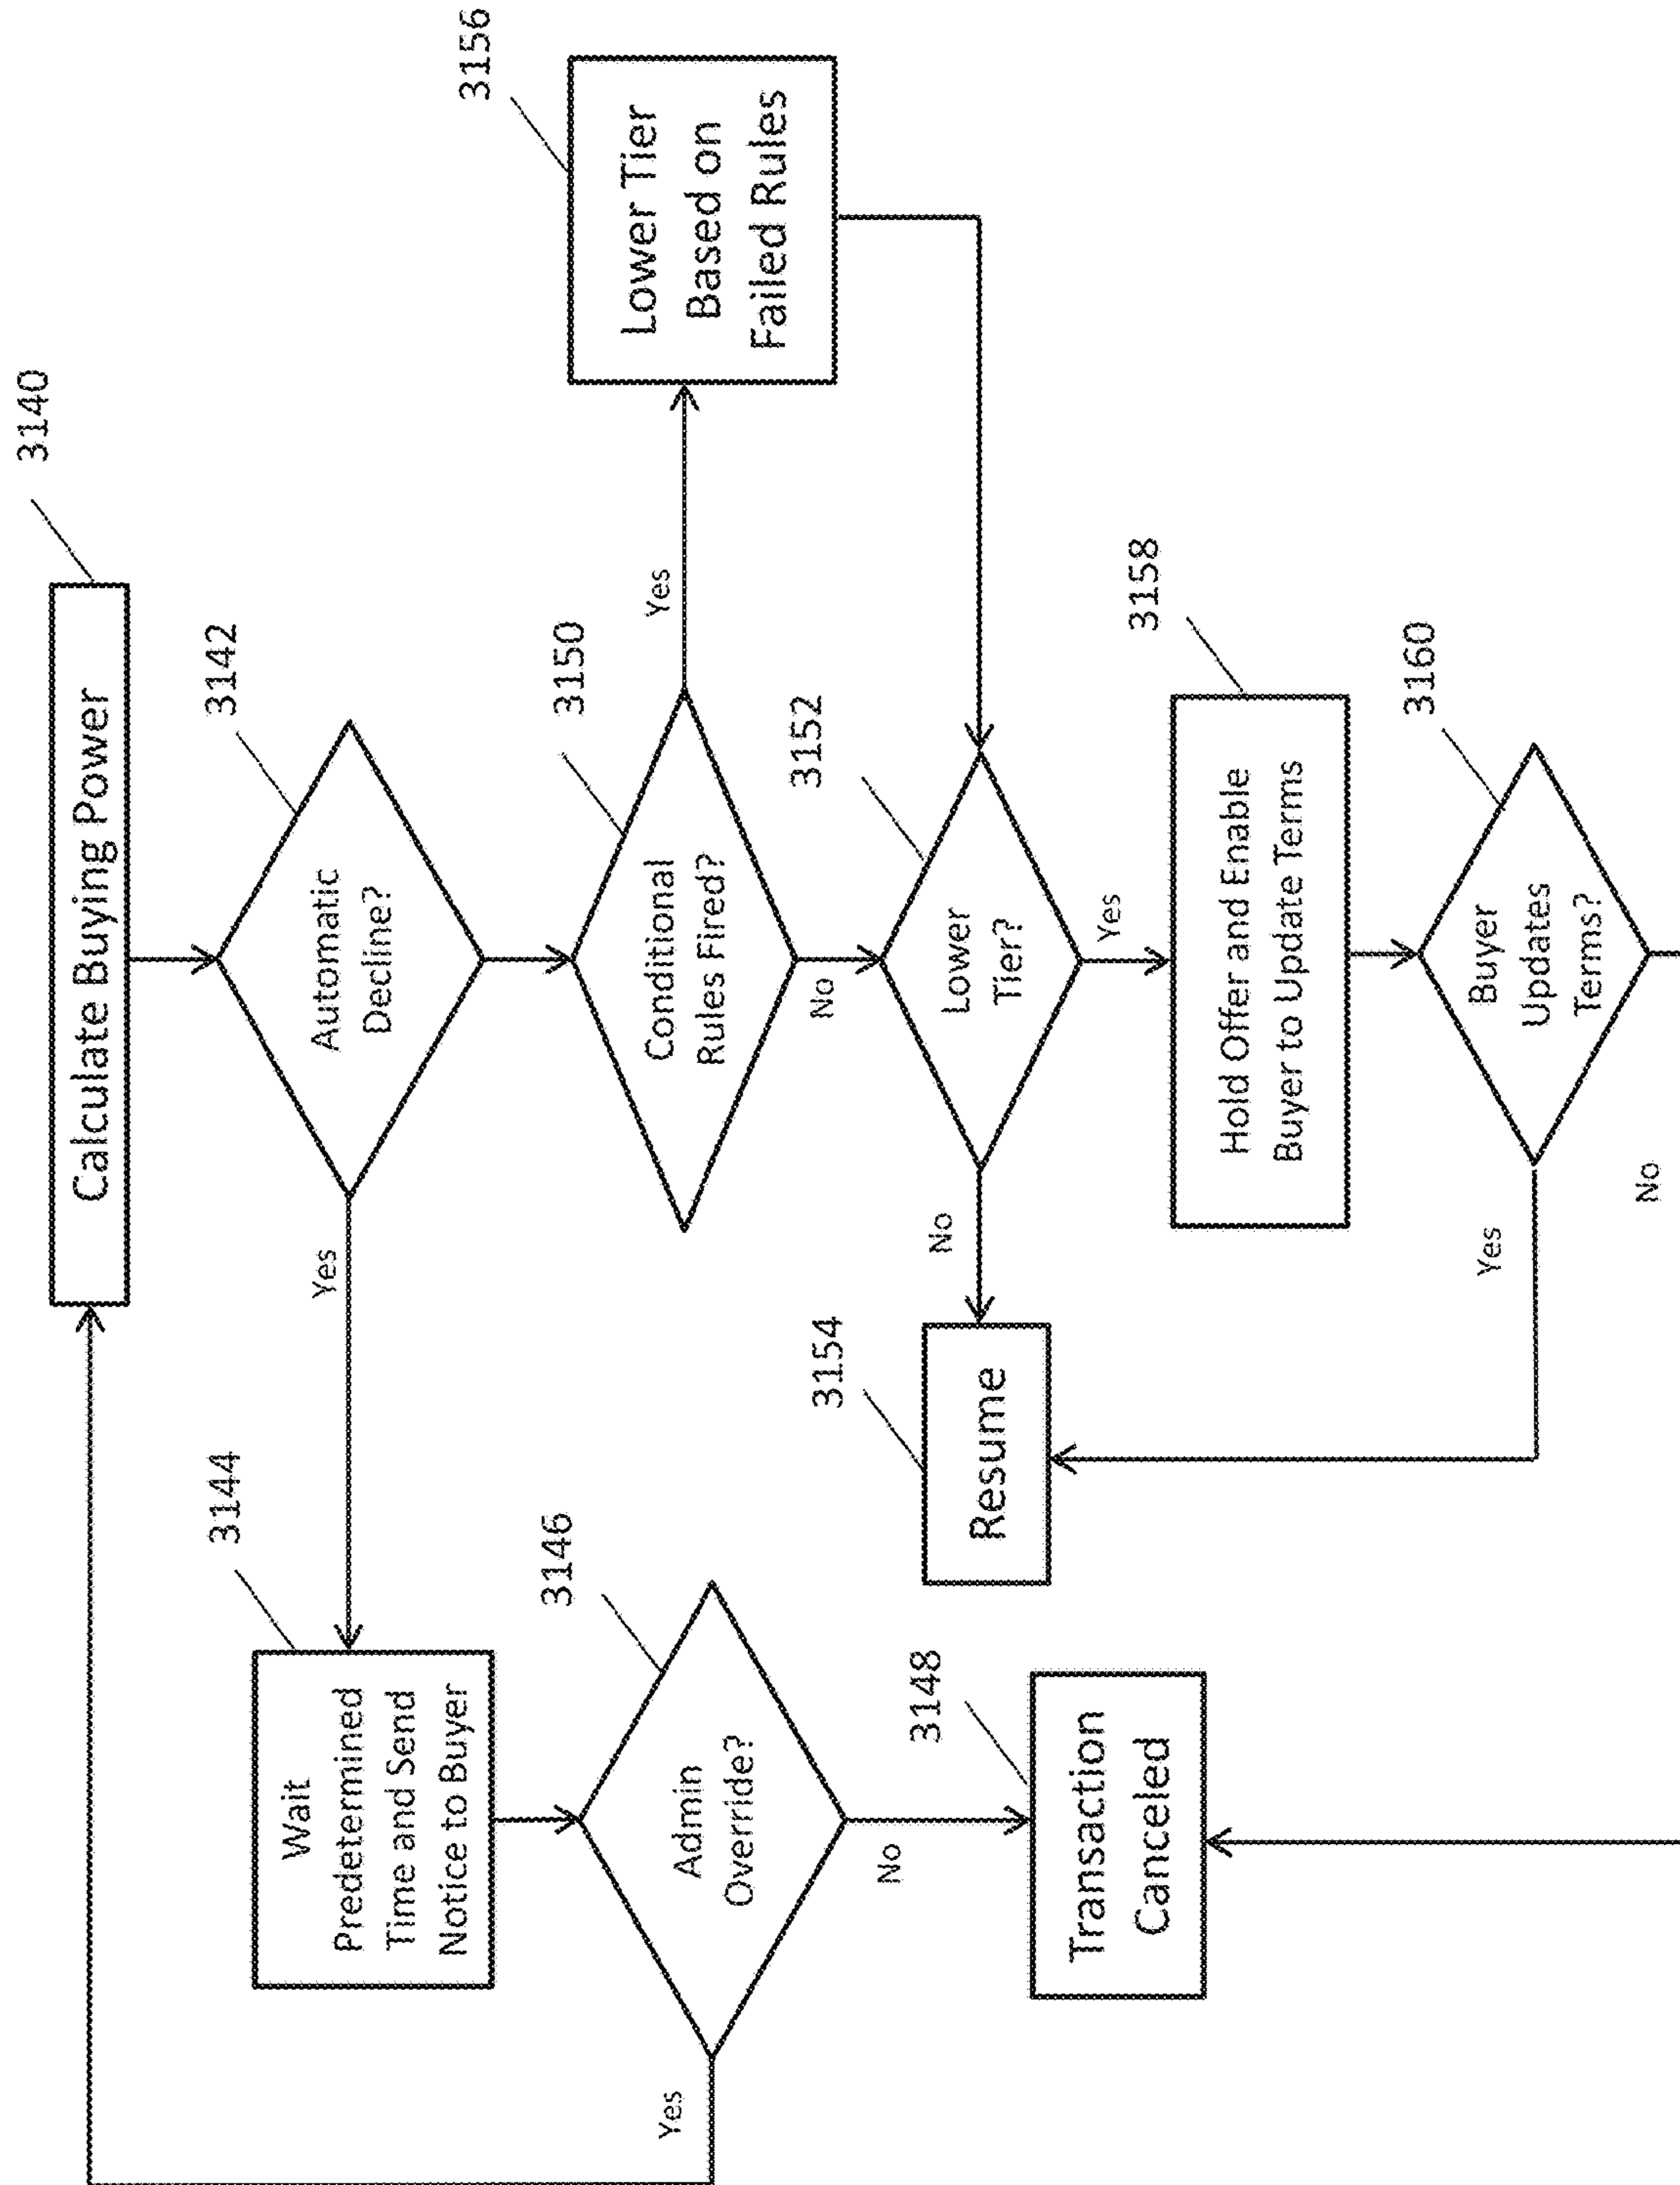 3140
Calculate Buying Power
3142
Automatic
Decline?
Yes
3144
Wait
Predetermined
Time and Send
Notice to Buyer
3146
Admin
Override?
Yes
No
3148
Transaction
Canceled
3150
Conditional
Rules Fired?
Yes
No
3156
Lower Tier
Based on
Failed Rules
3152
Lower
Tier?
No
Yes
3154
Resume
3158
Hold Offer and Enable
Buyer to Update Terms
3160
Buyer
Updates
Terms?
Yes
No